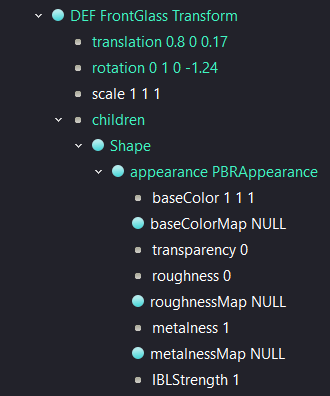 DEF FrontGlass Transform
translation 0.8 0 0.17
rotation 0 1 0 -1.24
scale 1 1 1
children
Shape
appearance PBRAppearance
baseColor 1 1 1
baseColorMap NULL
transparency 0
roughness 0
roughnessMap NULL
metalness 1
metalnessMap NULL
IBLStrength 1